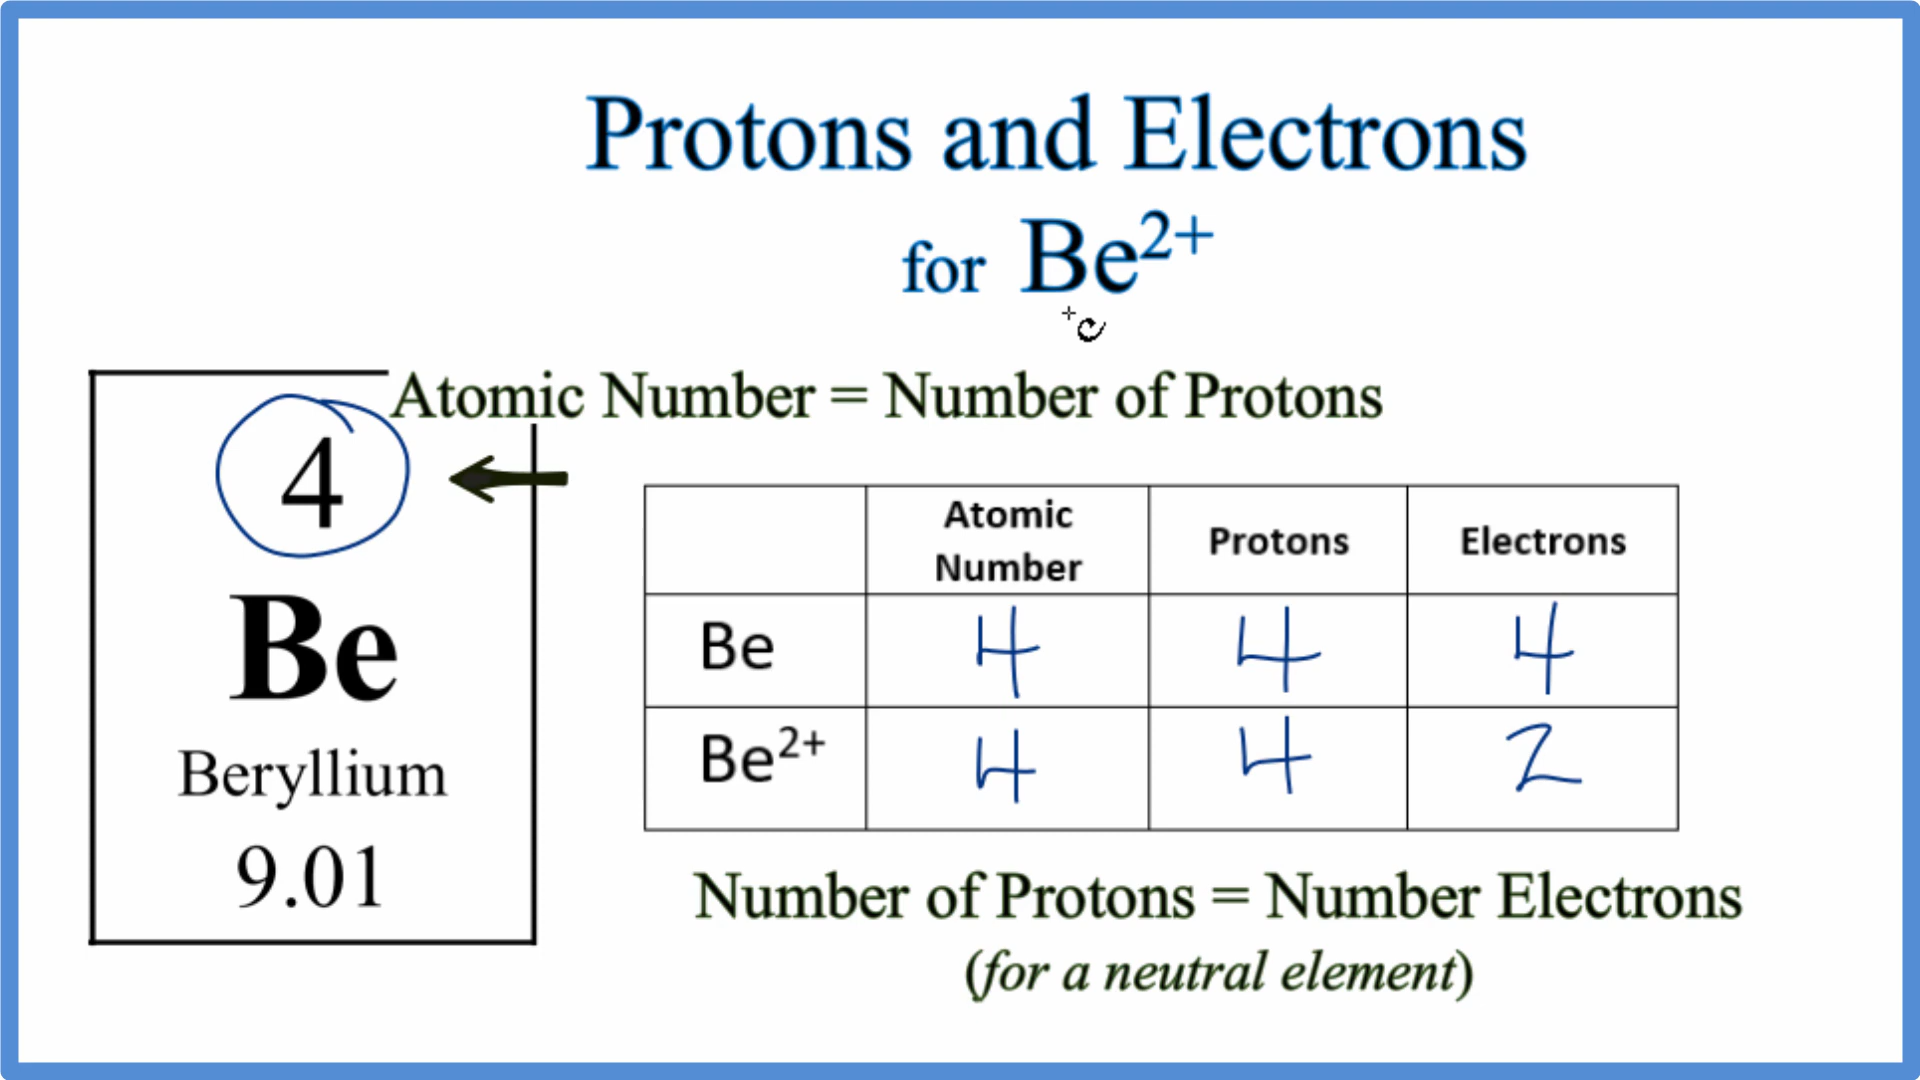 Protons and Electrons
for Be²⁺
Atomic Number = Number of Protons
4
Be
Beryllium
9.01
Atomic Number Protons Electrons
Be 4 4 4
Be²⁺ 4 4 2
Number of Protons = Number Electrons
(for a neutral element)